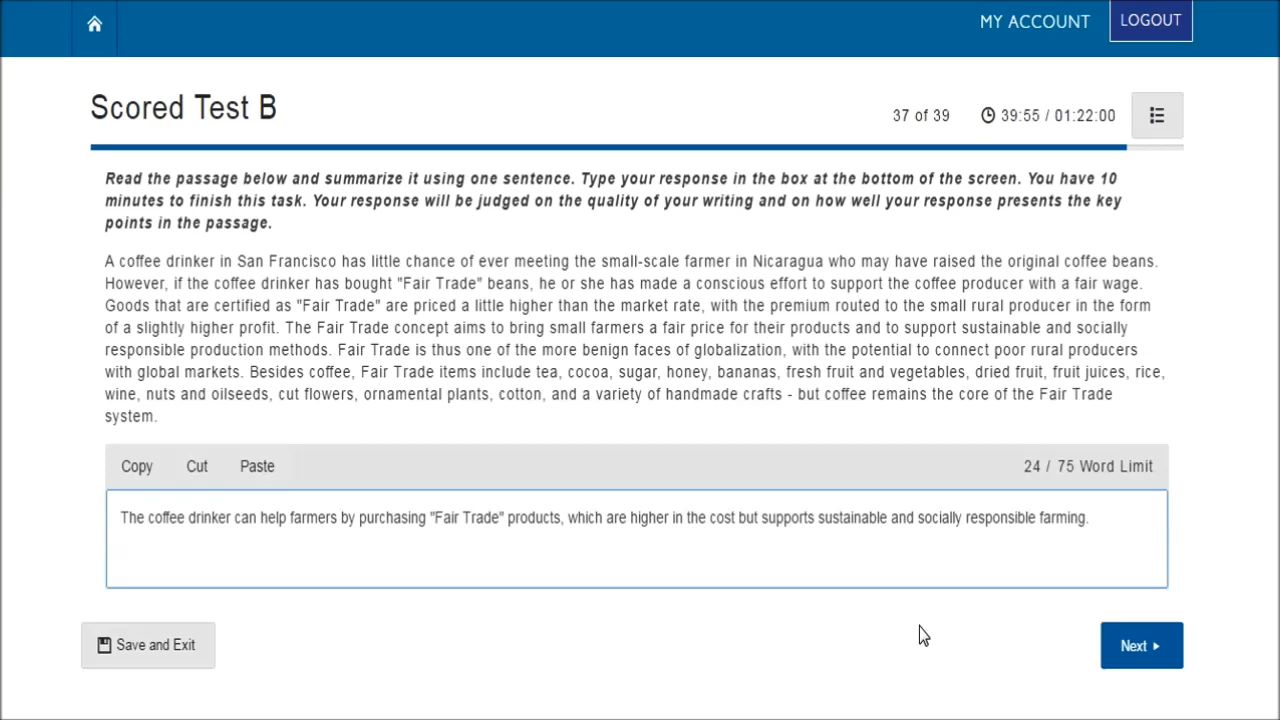 MY ACCOUNT
LOGOUT
Scored Test B
37 of 39
39:55 / 01:22:00
Read the passage below and summarize it using one sentence. Type your response in the box at the bottom of the screen. You have 10
minutes to finish this task. Your response will be judged on the quality of your writing and on how well your response presents the key
points in the passage.
A coffee drinker in San Francisco has little chance of ever meeting the small-scale farmer in Nicaragua who may have raised the original coffee beans.
However, if the coffee drinker has bought "Fair Trade" beans, he or she has made a conscious effort to support the coffee producer with a fair wage.
Goods that are certified as "Fair Trade" are priced a little higher than the market rate, with the premium routed to the small rural producer in the form
of a slightly higher profit. The Fair Trade concept aims to bring small farmers a fair price for their products and to support sustainable and socially
responsible production methods. Fair Trade is thus one of the more benign faces of globalization, with the potential to connect poor rural producers
with global markets. Besides coffee, Fair Trade items include tea, cocoa, sugar, honey, bananas, fresh fruit and vegetables, dried fruit, fruit juices, rice,
wine, nuts and oilseeds, cut flowers, ornamental plants, cotton, and a variety of handmade crafts - but coffee remains the core of the Fair Trade
system.
Copy
Cut
Paste
24 / 75 Word Limit
The coffee drinker can help farmers by purchasing "Fair Trade" products, which are higher in the cost but supports sustainable and socially responsible farming.
Save and Exit
Next